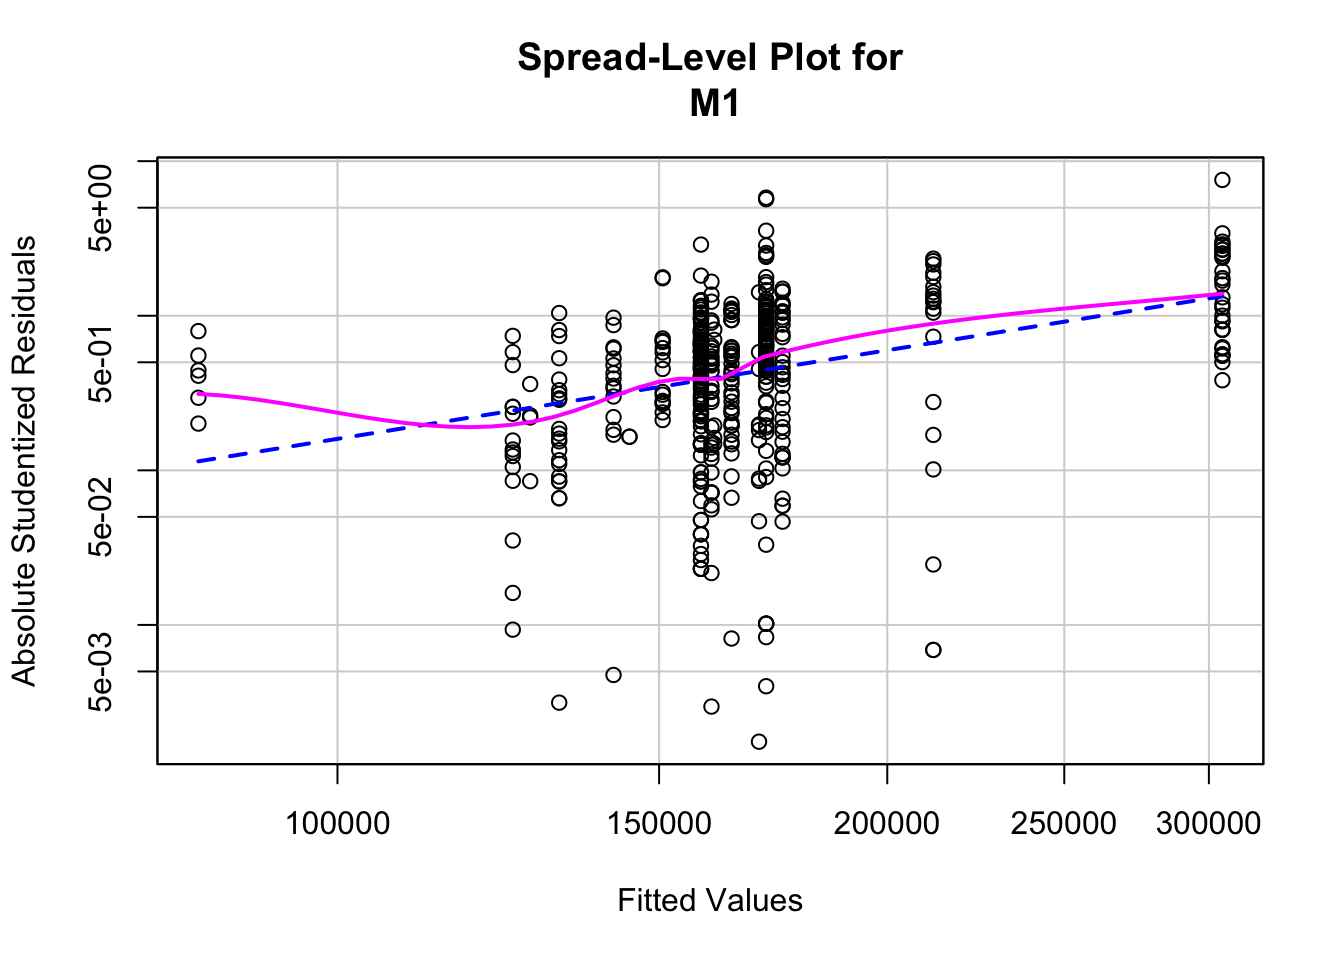 Spread-Level Plot for
M1
Absolute Studentized Residuals
5e+00
5e-01
5e-02
5e-03
100000
150000
200000
250000
300000
Fitted Values